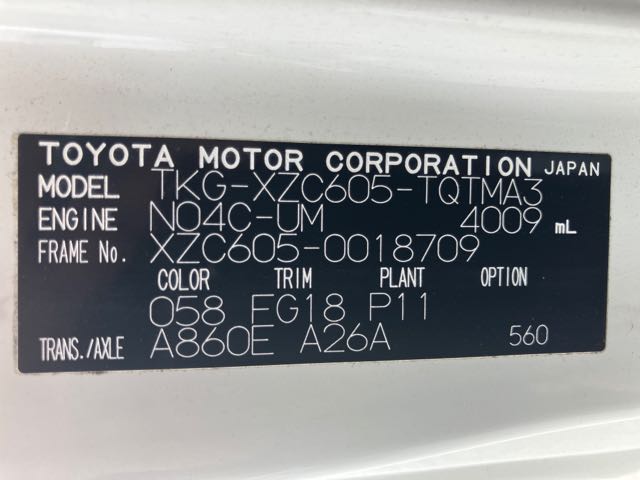 TOYOTA MOTOR CORPORATION JAPAN
MODEL TKG-XZC605-TQTMA3
ENGINE N04C-UM 4009 mL
FRAME No. XZC605-0018709
COLOR TRIM PLANT OPTION
058 FG18 P11
TRANS./AXLE A860E A26A 560